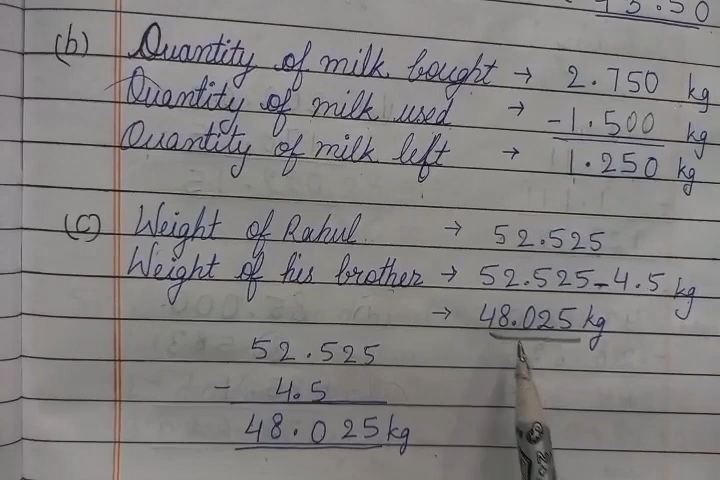 (b) Quantity of milk bought → 2.750 kg
Quantity of milk used → -1.500 kg
Quantity of milk left → 1.250 kg
(c) Weight of Rahul → 52.525
Weight of his brother → 52.525-4.5 kg
→ 48.025 kg
52.525
- 4.5
48.025 kg